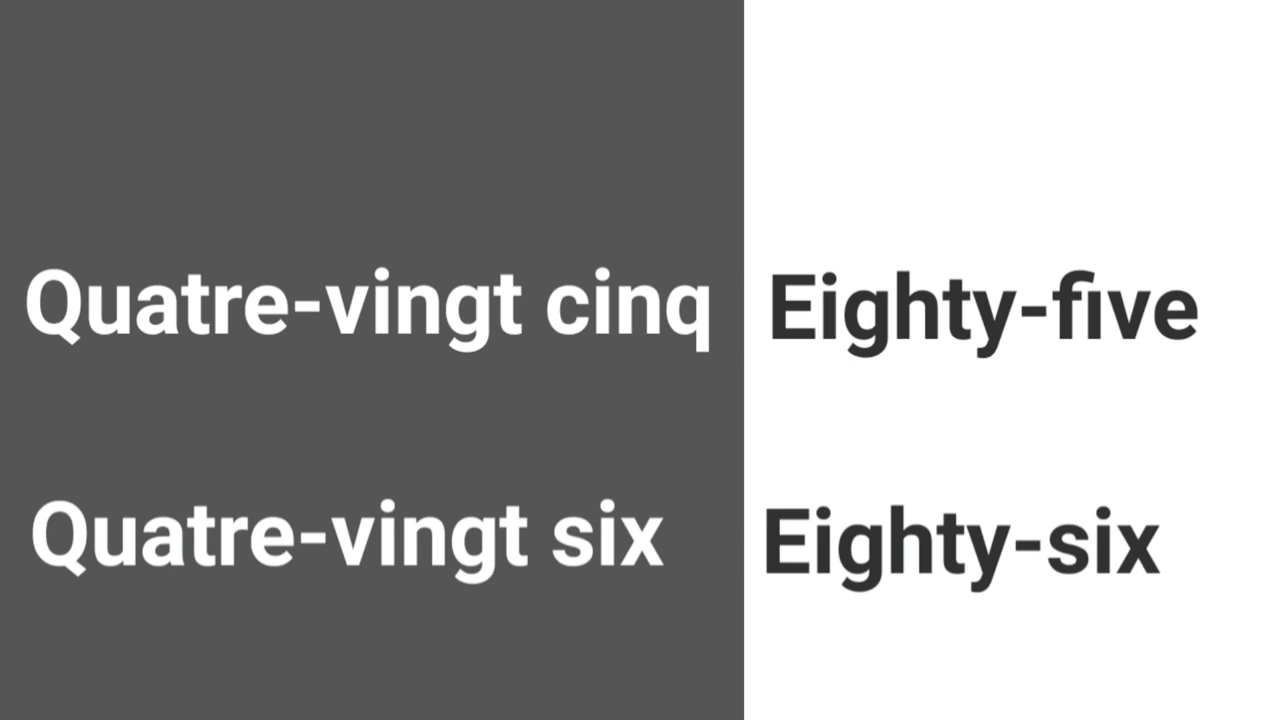 Quatre-vingt cinq
Eighty-five
Quatre-vingt six
Eighty-six